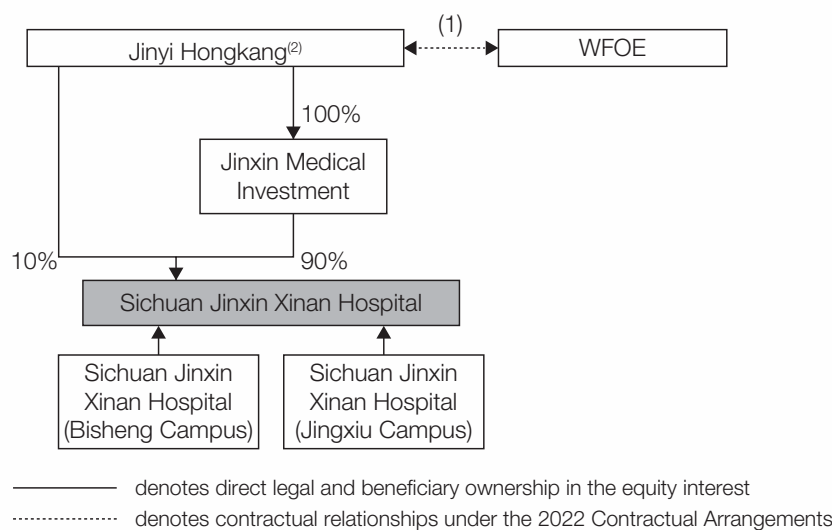 (1)
Jinyi Hongkang(2)
WFOE
100%
Jinxin Medical
Investment
10%
90%
Sichuan Jinxin Xinan Hospital
Sichuan Jinxin
Xinan Hospital
(Bisheng Campus)
Sichuan Jinxin
Xinan Hospital
(Jingxiu Campus)
denotes direct legal and beneficiary ownership in the equity interest
denotes contractual relationships under the 2022 Contractual Arrangements